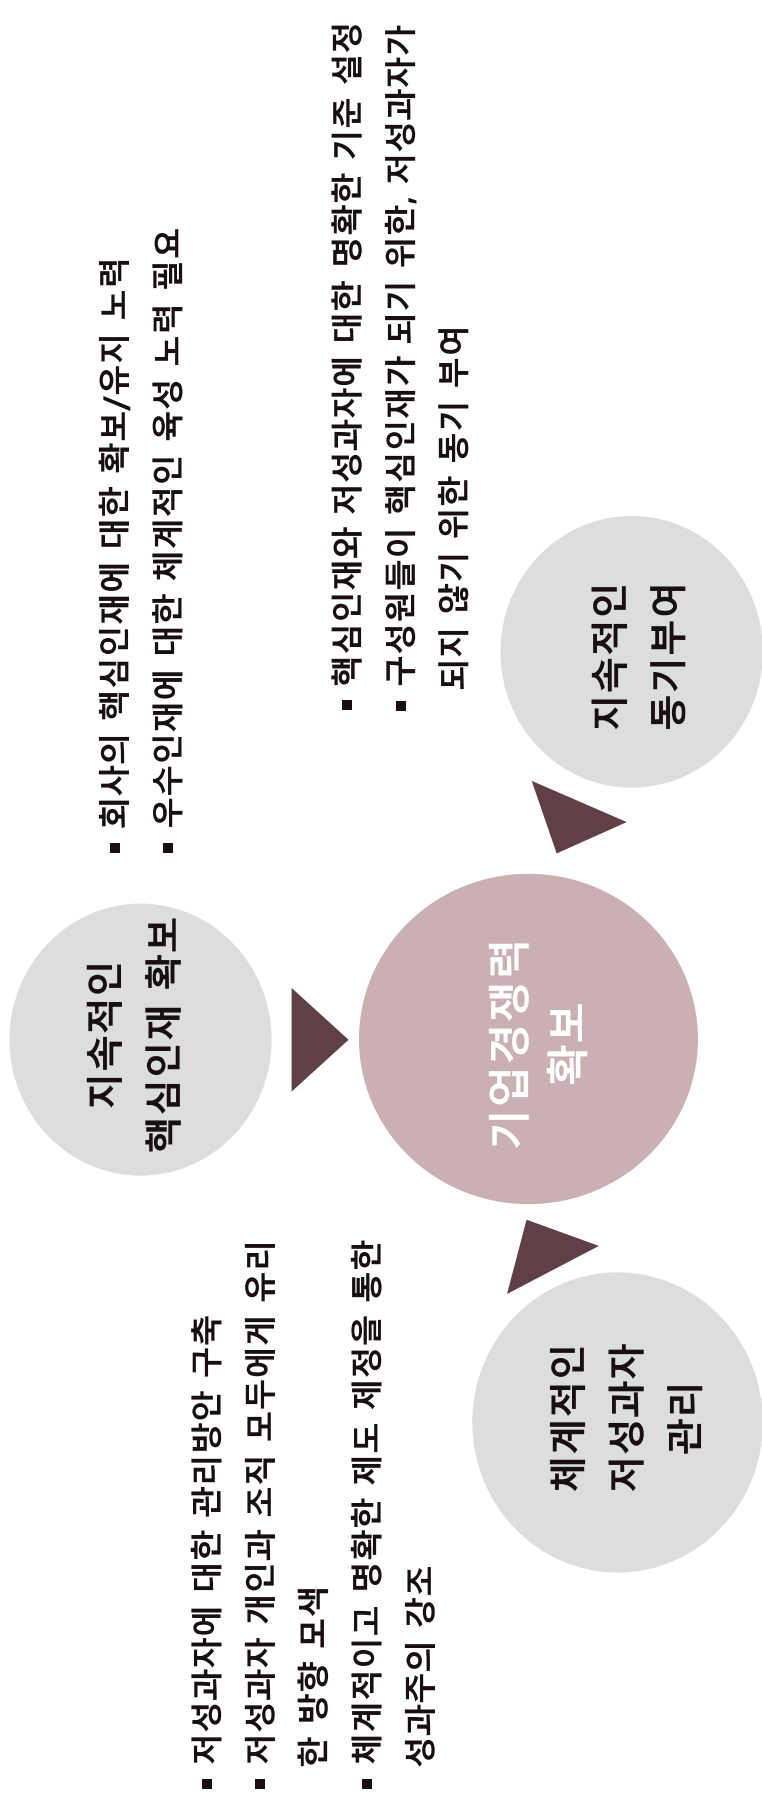 지속적인
핵심인재 확보
▪ 회사의 핵심인재에 대한 확보/유지 노력
▪ 우수인재에 대한 체계적인 육성 노력 필요
▪ 저성과자에 대한 관리방안 구축
▪ 저성과자 개인과 조직 모두에게 유리
한 방향 모색
▪ 체계적이고 명확한 제도 제정을 통한
성과주의 강조
기업경쟁력
확보
▪ 핵심인재와 저성과자에 대한 명확한 기준 설정
▪ 구성원들이 핵심인재가 되기 위한, 저성과자가
되지 않기 위한 동기 부여
체계적인
저성과자
관리
지속적인
동기부여